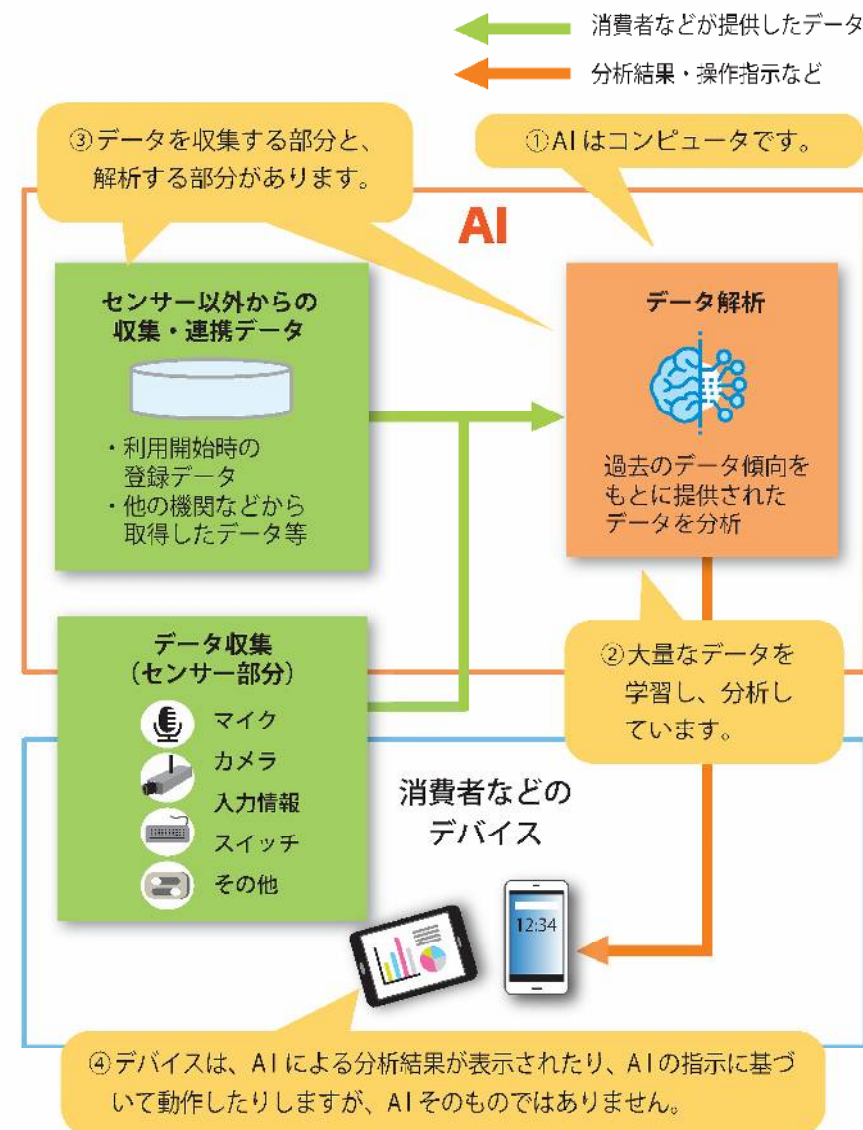 消費者などが提供したデータ
分析結果・操作指示など
③データを収集する部分と、
解析する部分があります。
①AIはコンピュータです。
AI
センサー以外からの
収集・連携データ
・利用開始時の
登録データ
・他の機関などから
取得したデータ等
データ解析
過去のデータ傾向を
もとに提供された
データを分析
データ収集
（センサー部分）
マイク
カメラ
入力情報
スイッチ
その他
②大量なデータを
学習し、分析し
ています。
消費者などの
デバイス
12:34
④デバイスは、AIによる分析結果が表示されたり、AIの指示に基づ
いて動作したりしますが、AIそのものではありません。